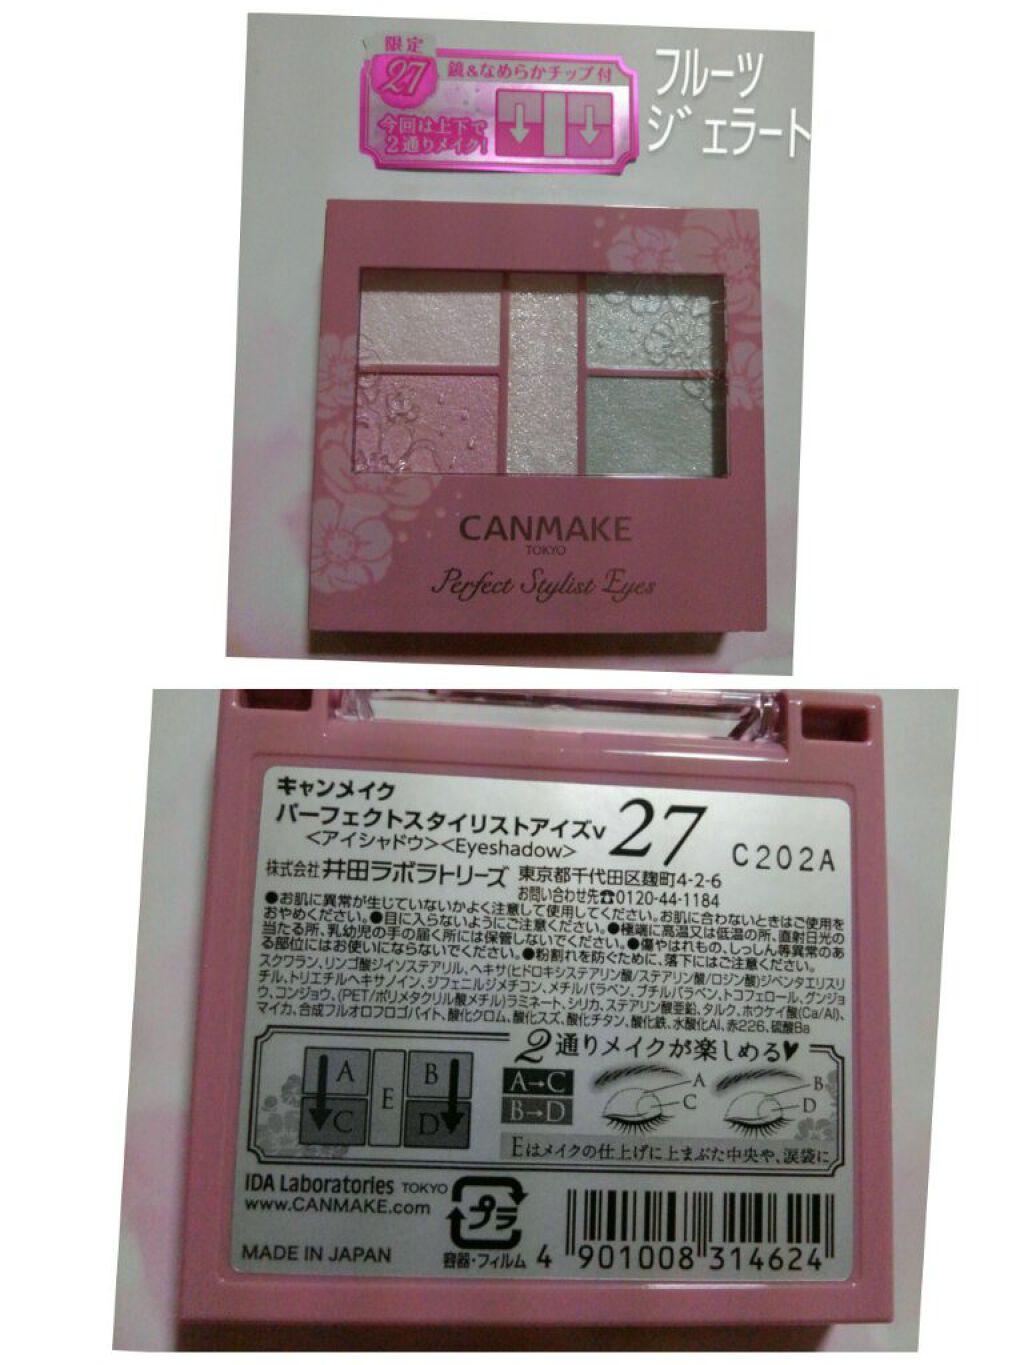 限定
27
鏡&なめらかチップ付
今回は上下で
2通りメイク!
フルーツ
ジェラート
CANMAKE
TOKYO
Perfect Stylist Eyes
キャンメイク
パーフェクトスタイリストアイズv
27
<アイシャドウ><Eyeshadow>
C202A
株式会社 井田ラボラトリーズ 東京都千代田区麹町4-2-6
お問い合わせ先☎0120-44-1184
●お肌に異常が生じていないかよく注意して使用してください。お肌に合わないときはご使用を
おやめください。●目に入らないようにご注意ください。●極端に高温又は低温の所、直射日光の
当たる所、乳幼児の手の届く所には保管しないでください。●傷やはれもの、しっしん等異常のあ
る部位にはお使いにならないでください。●粉割れを防ぐために、落下にはご注意ください。
スクワラン、リンゴ酸ジイソステアリル、ヘキサ(ヒドロキシステアリン酸/ステアリン酸/ロジン酸)ジペンタエリスリ
チル、トリエチルヘキサノイン、ジフェニルジメチコン、メチルパラベン、ブチルパラベン、トコフェロール、グンジョ
ウ、コンジョウ、(PET/ポリメタクリル酸メチル)ラミネート、シリカ、ステアリン酸亜鉛、タルク、ホウケイ酸(Ca/Al)、
マイカ、合成フルオロフロゴパイト、酸化クロム、酸化スズ、酸化チタン、酸化鉄、水酸化Al、赤226、硫酸Ba
2通りメイクが楽しめる♥
A
B
C
D
E
A→C
B→D
A
C
B
D
Eはメイクの仕上げに上まぶた中央や、涙袋に
IDA Laboratories TOKYO
www.CANMAKE.com
MADE IN JAPAN
プラ
容器・フィルム
4 901008 314624